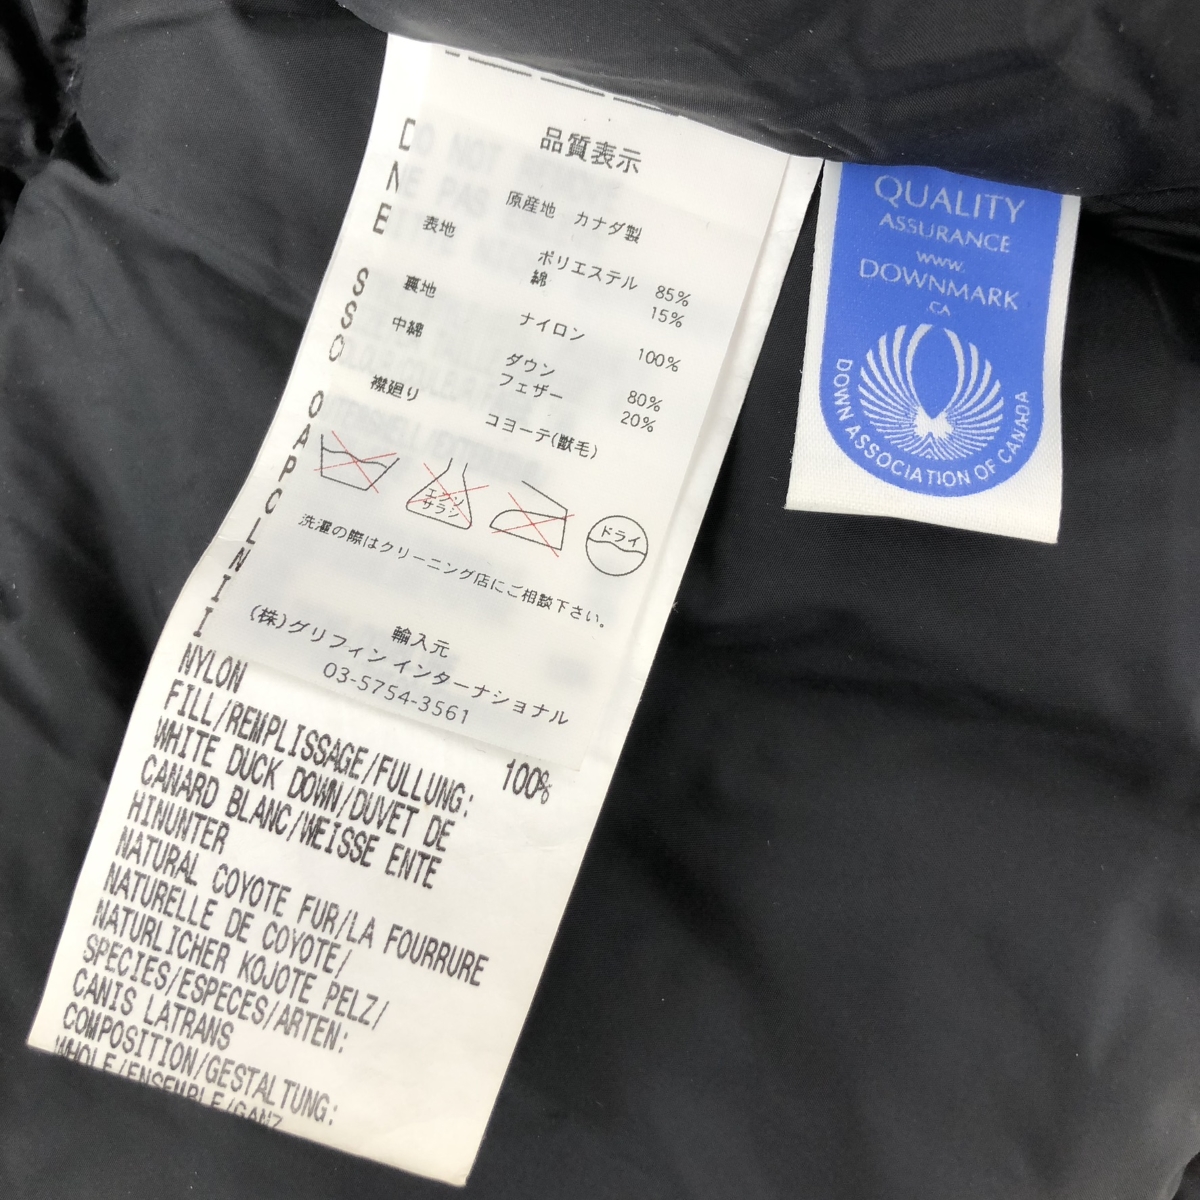 品質表示
原産地 カナダ製
表地 ポリエステル 85%
綿 15%
裏地 ナイロン 100%
中綿 ダウン 80%
フェザー 20%
襟廻り コヨーテ(獣毛)
エンソ
サラシ
ドライ
洗濯の際はクリーニング店にご相談下さい。
輸入元
(株)グリフィン インターナショナル
03-5754-3561
NYLON 100%
FILL/REMPLISSAGE/FULLUNG:
WHITE DUCK DOWN/DUVET DE
CANARD BLANC/WEISSE ENTE
HINUNTER
NATURAL COYOTE FUR/LA FOURRURE
NATURELLE DE COYOTE/
NATURLICHER KOJOTE PELZ/
SPECIES/ESPECES/ARTEN:
CANIS LATRANS
COMPOSITION/GESTALTUNG:
WHOLE/ENSEMBLE/GANZ
QUALITY
ASSURANCE
www.
DOWNMARK
.CA
DOWN ASSOCIATION OF CANADA